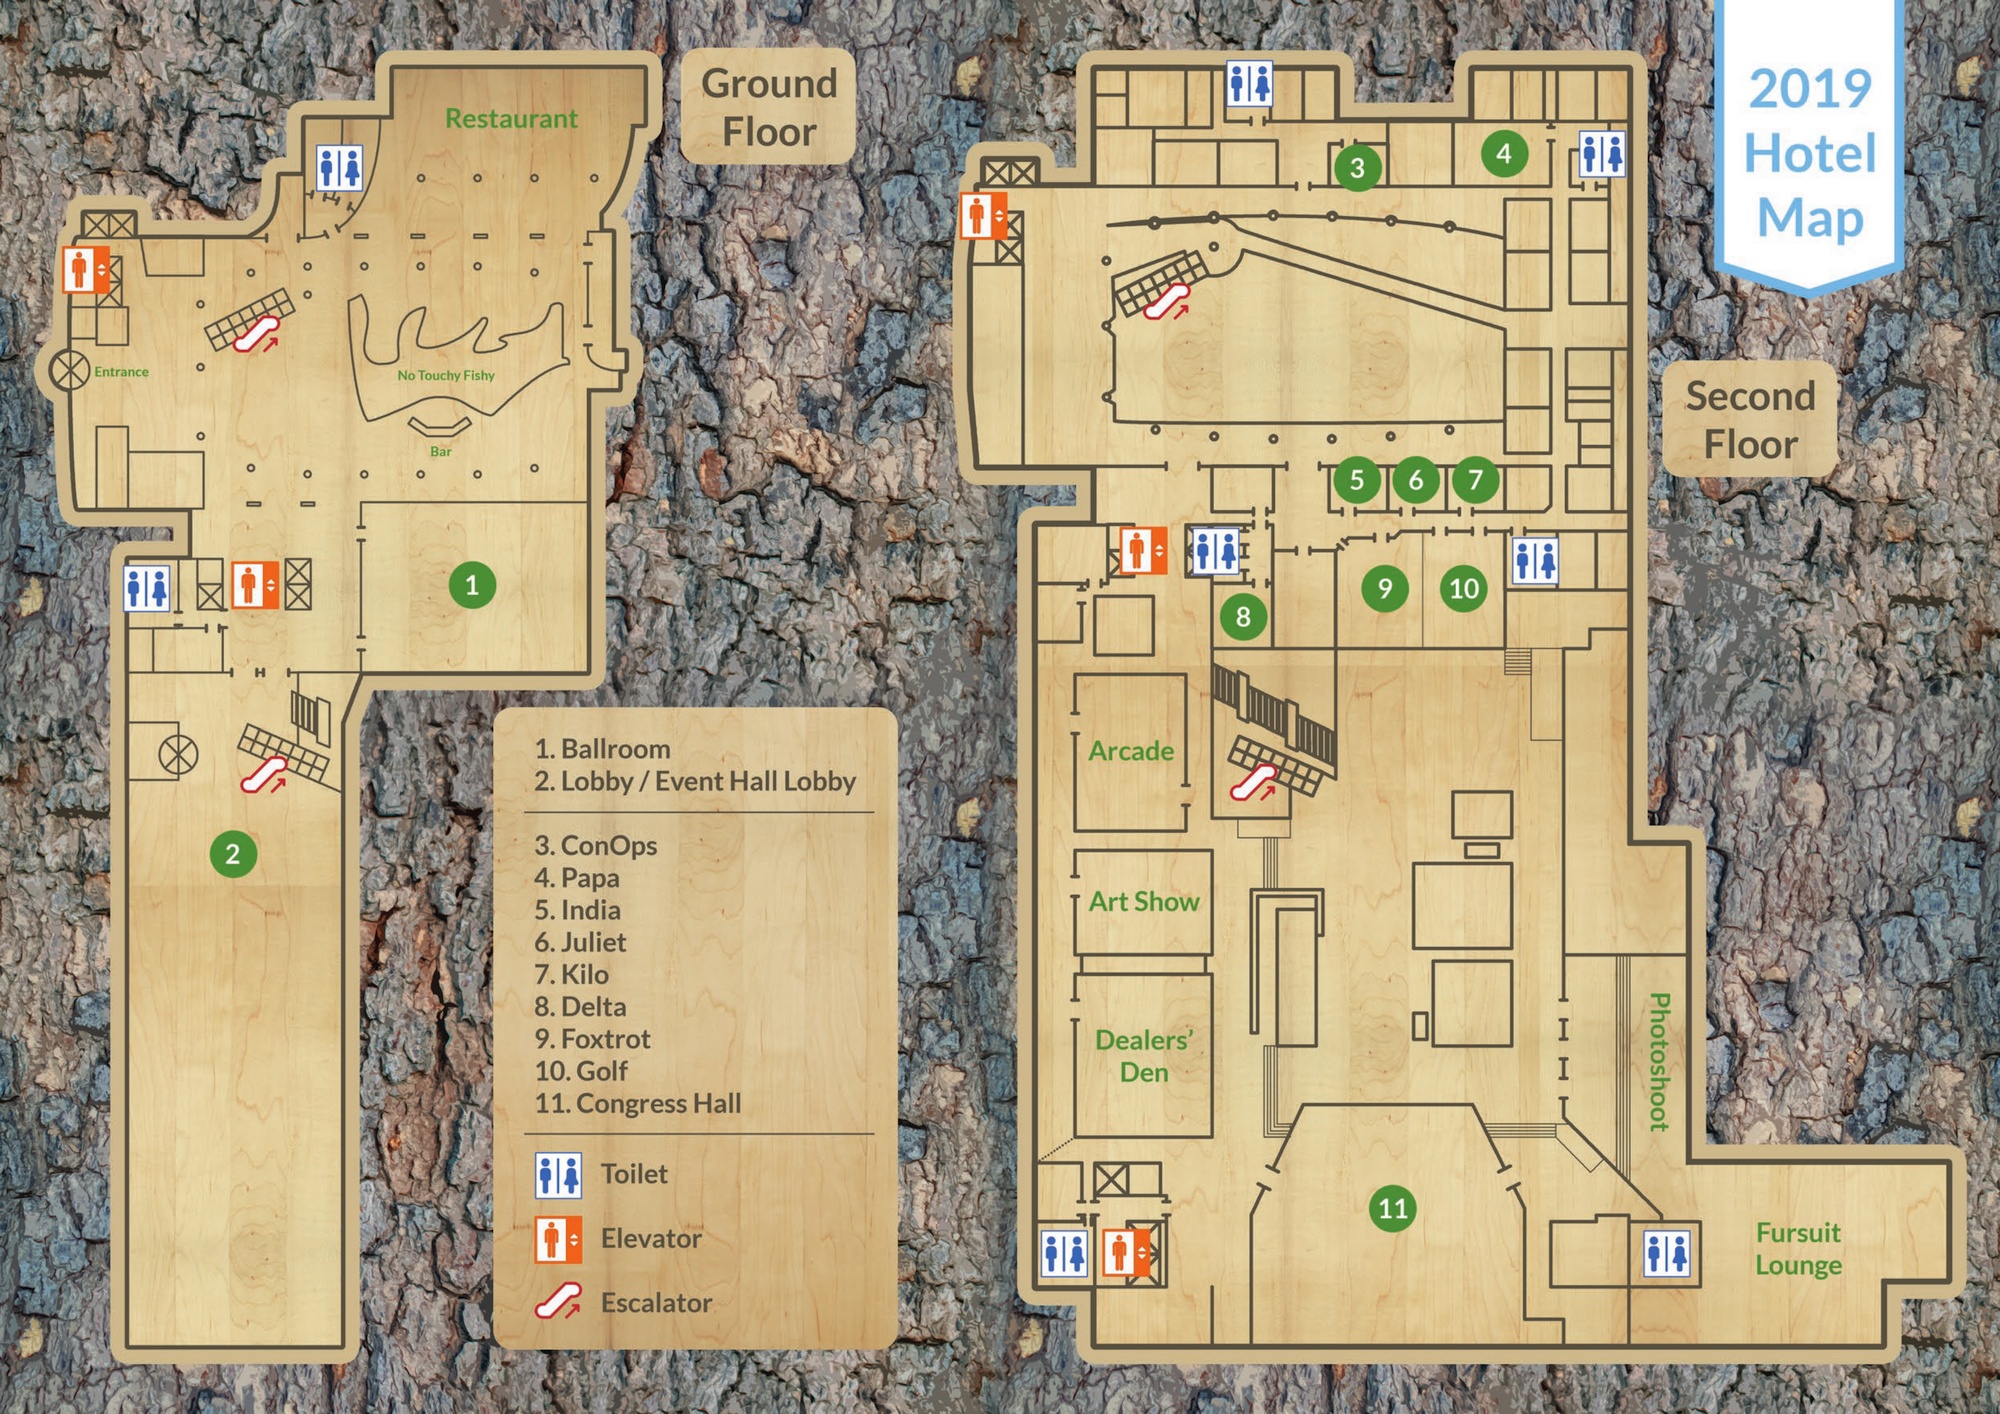 Ground
Floor
Restaurant
Entrance
No Touchy Fishy
Bar
1
2
1. Ballroom
2. Lobby / Event Hall Lobby
3. ConOps
4. Papa
5. India
6. Juliet
7. Kilo
8. Delta
9. Foxtrot
10. Golf
11. Congress Hall
Toilet
Elevator
Escalator
2019
Hotel
Map
Second
Floor
3
4
5
6
7
8
9
10
Arcade
Art Show
Dealers'
Den
Photoshoot
11
Fursuit
Lounge